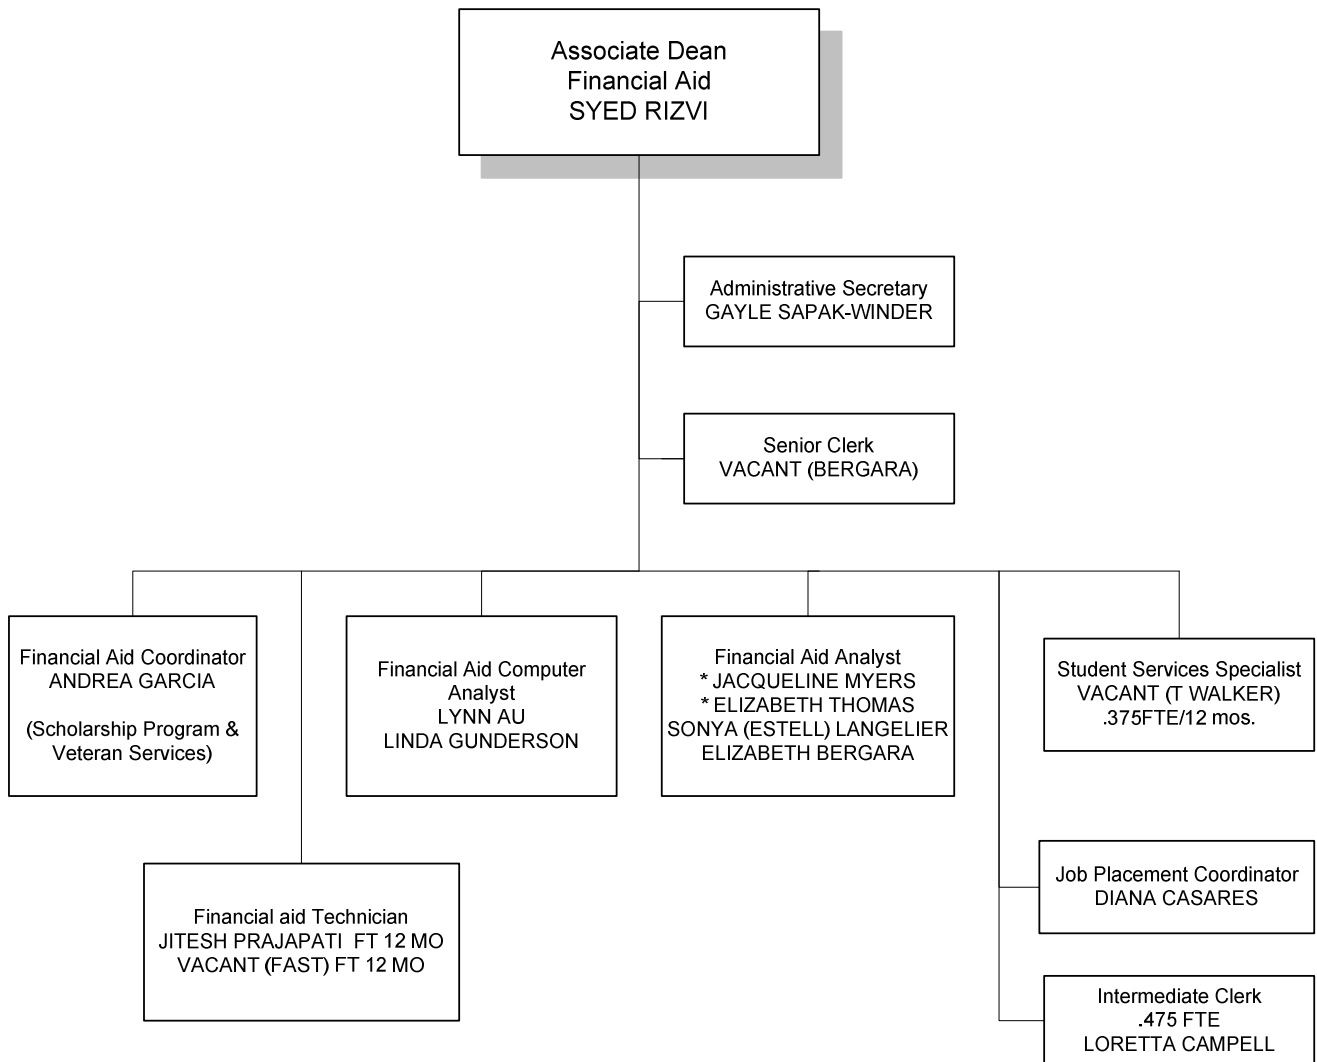 Associate Dean
Financial Aid
SYED RIZVI
Administrative Secretary
GAYLE SAPAK-WINDER
Senior Clerk
VACANT (BERGARA)
Financial Aid Coordinator
ANDREA GARCIA
(Scholarship Program &
Veteran Services)
Financial Aid Computer
Analyst
LYNN AU
LINDA GUNDERSON
Financial Aid Analyst
* JACQUELINE MYERS
* ELIZABETH THOMAS
SONYA (ESTELL) LANGELIER
ELIZABETH BERGARA
Student Services Specialist
VACANT (T WALKER)
.375FTE/12 mos.
Financial aid Technician
JITESH PRAJAPATI FT 12 MO
VACANT (FAST) FT 12 MO
Job Placement Coordinator
DIANA CASARES
Intermediate Clerk
.475 FTE
LORETTA CAMPELL